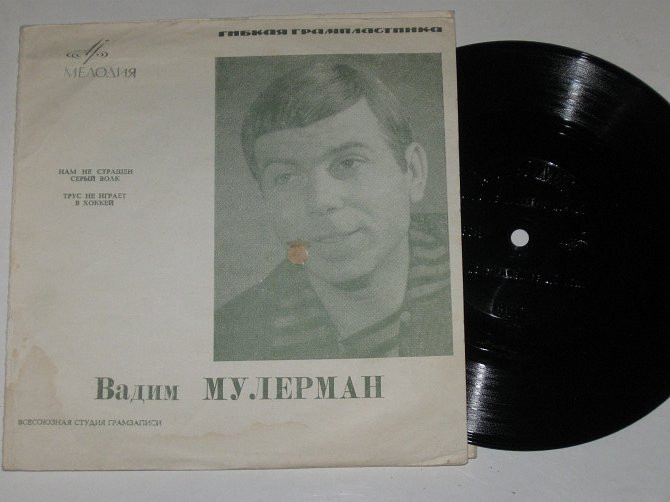 ГИБКАЯ ГРАМПЛАСТИНКА
МЕЛОДИЯ
НАМ НЕ СТРАШЕН
СЕРЫЙ ВОЛК
ТРУС НЕ ИГРАЕТ
В ХОККЕЙ
Вадим МУЛЕРМАН
ВСЕСОЮЗНАЯ СТУДИЯ ГРАМЗАПИСИ